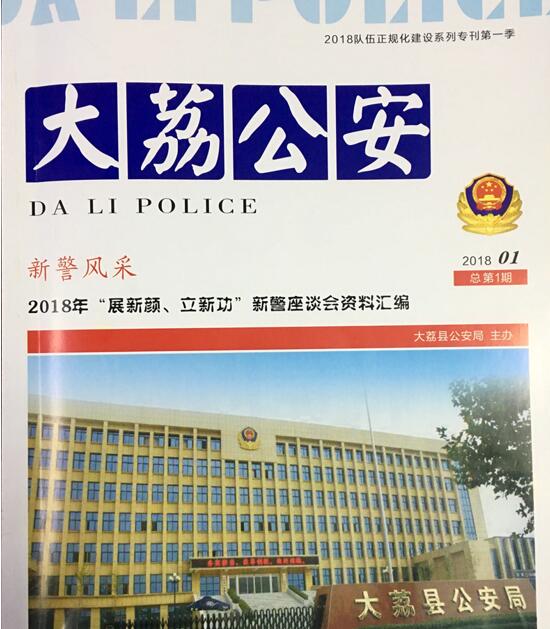 DA LI POLICE
2018队伍正规化建设系列专刊第一季
大荔公安
DA LI POLICE
新警风采
2018 01
总第1期
2018年“展新颜、立新功”新警座谈会资料汇编
大荔县公安局 主办
大荔县公安局